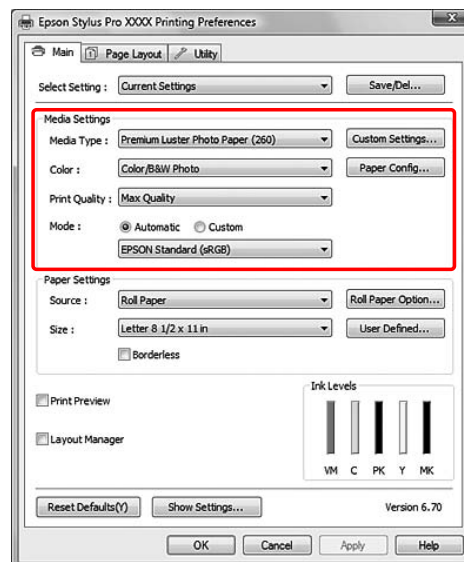 Epson Stylus Pro XXXX Printing Preferences
Main Page Layout Utility
Select Setting : Current Settings Save/Del...
Media Settings
Media Type : Premium Luster Photo Paper (260) Custom Settings...
Color : Color/B&W Photo Paper Config...
Print Quality : Max Quality
Mode : Automatic Custom
EPSON Standard (sRGB)
Paper Settings
Source : Roll Paper Roll Paper Option...
Size : Letter 8 1/2 x 11 in User Defined...
Borderless
Print Preview
Layout Manager
Ink Levels
VM C PK Y MK
Reset Defaults(Y) Show Settings... Version 6.70
OK Cancel Apply Help